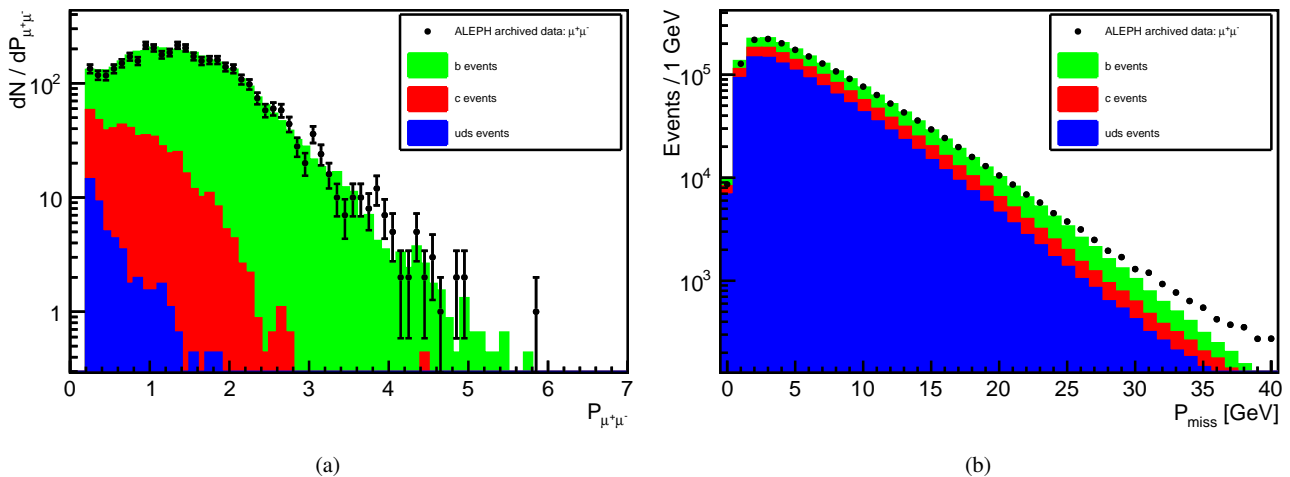 dN / dP_μ⁺μ⁻
10²
10
1
0 1 2 3 4 5 6 7
P_μ⁺μ⁻
ALEPH archived data: μ⁺μ⁻
b events
c events
uds events
(a)
Events / 1 GeV
10⁵
10⁴
10³
0 5 10 15 20 25 30 35 40
P_miss [GeV]
ALEPH archived data: μ⁺μ⁻
b events
c events
uds events
(b)